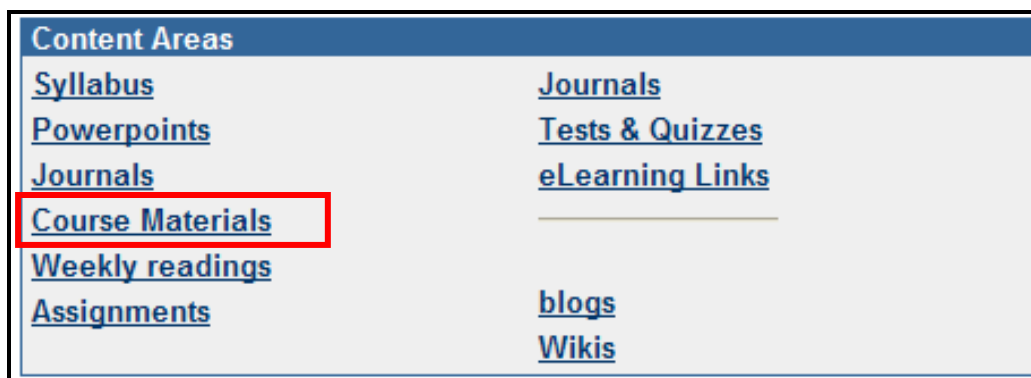 Content Areas
Syllabus
Powerpoints
Journals
Course Materials
Weekly readings
Assignments
Journals
Tests & Quizzes
eLearning Links
blogs
Wikis